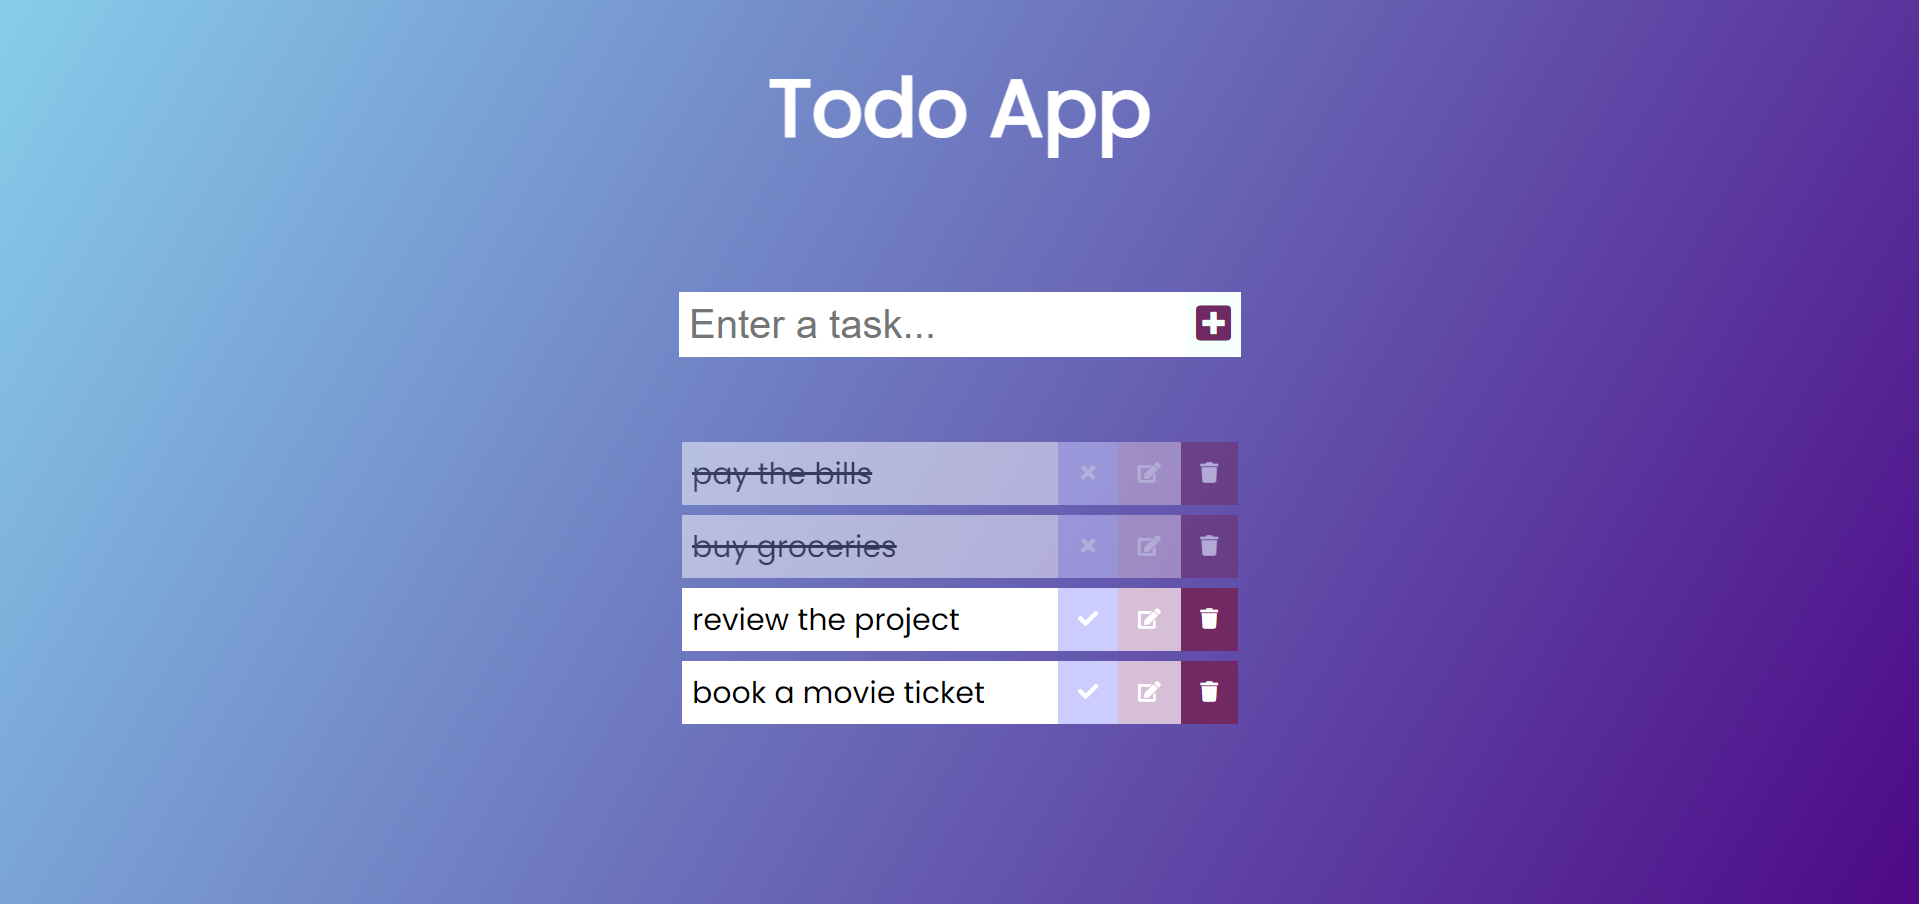 Todo App
Enter a task...
pay the bills
buy groceries
review the project
book a movie ticket